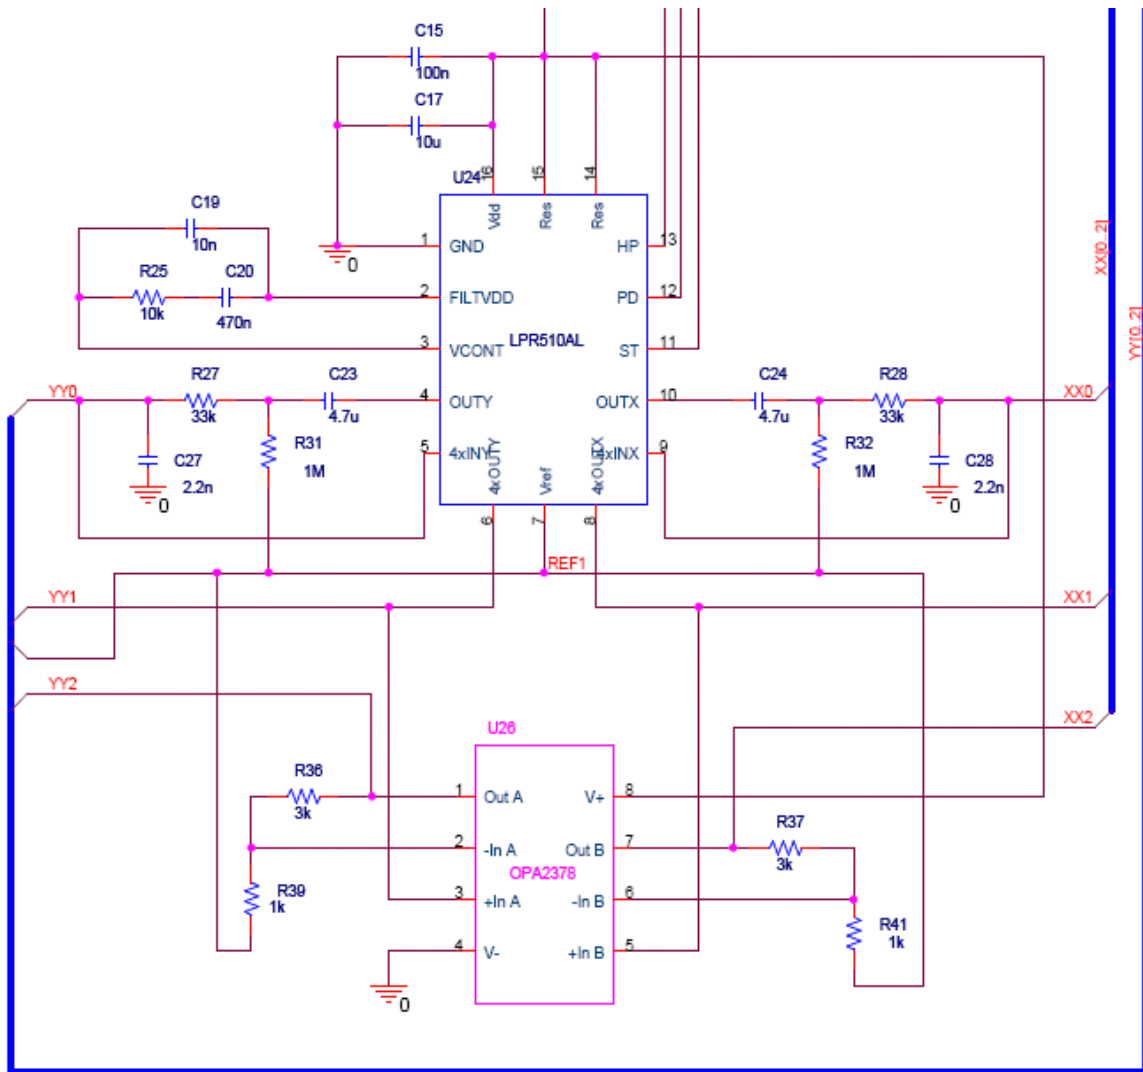 C15
100n
C17
10u
U24
16
15
14
Vdd
Res
Res
C19
10n
1
GND
HP
13
0
R25
C20
10k
470n
2
FILTVDD
PD
12
3
VCONT
LPR510AL
ST
11
XX[0..2]
YY[0..2]
YY0
R27
33k
C23
4.7u
4
OUTY
OUTX
10
C24
4.7u
R28
33k
XX0
R31
1M
5
4xINY
4xOUTY
Vref
4xOUTX
4xINX
9
R32
1M
C27
2.2n
0
C28
2.2n
0
6
7
8
REF1
YY1
XX1
YY2
XX2
U26
R36
3k
1
Out A
V+
8
2
-In A
Out B
7
R37
3k
OPA2378
R39
1k
3
+In A
-In B
6
R41
1k
4
V-
+In B
5
0